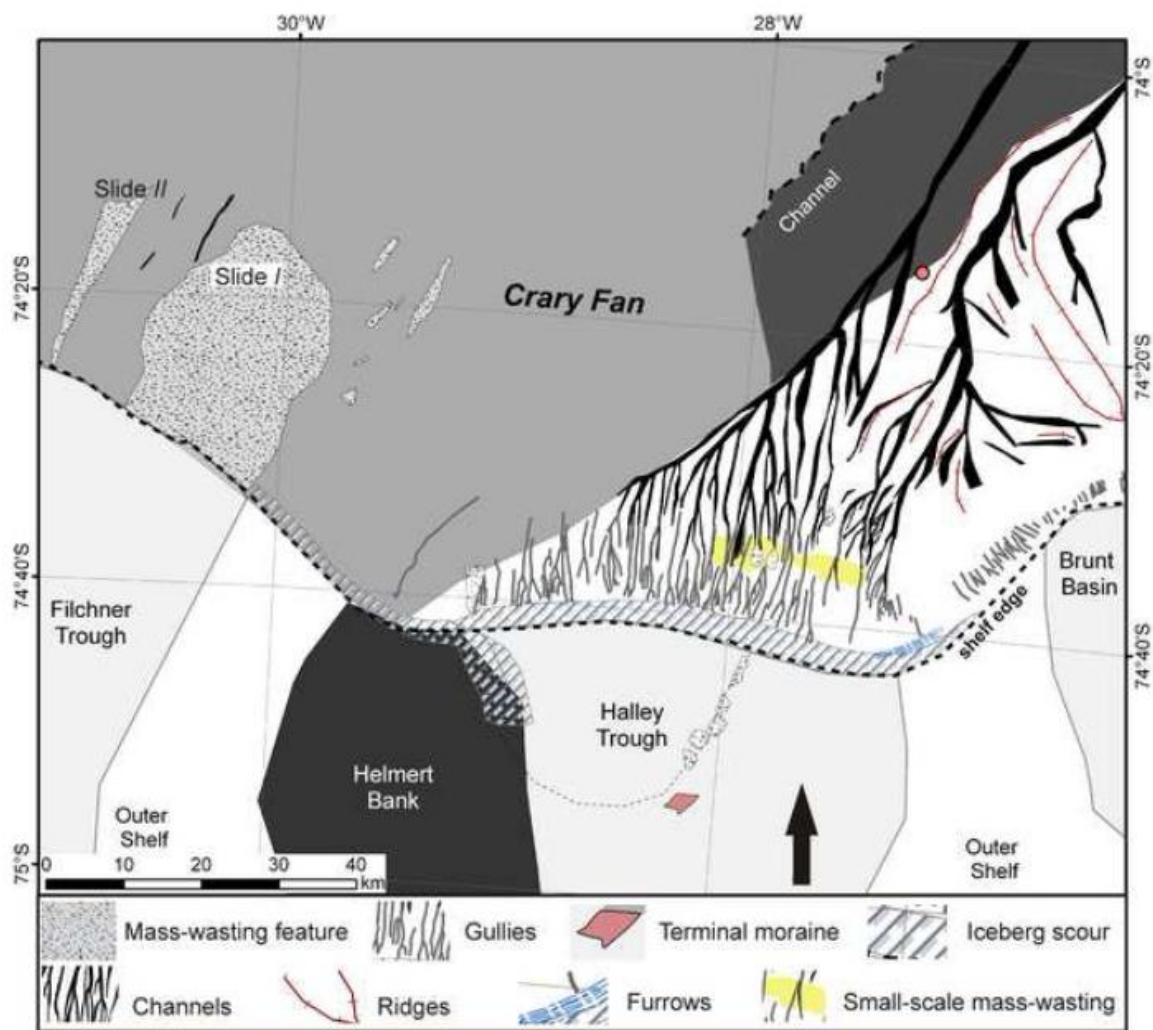 30°W
28°W
74°S
Slide II
Slide I
Channel
74°20'S
Crary Fan
74°20'S
74°40'S
Filchner
Trough
Brunt
Basin
shelf edge
74°40'S
Halley
Trough
Helmert
Bank
Outer
Shelf
Outer
Shelf
75°S
0 10 20 30 40
km
Mass-wasting feature
Gullies
Terminal moraine
Iceberg scour
Channels
Ridges
Furrows
Small-scale mass-wasting